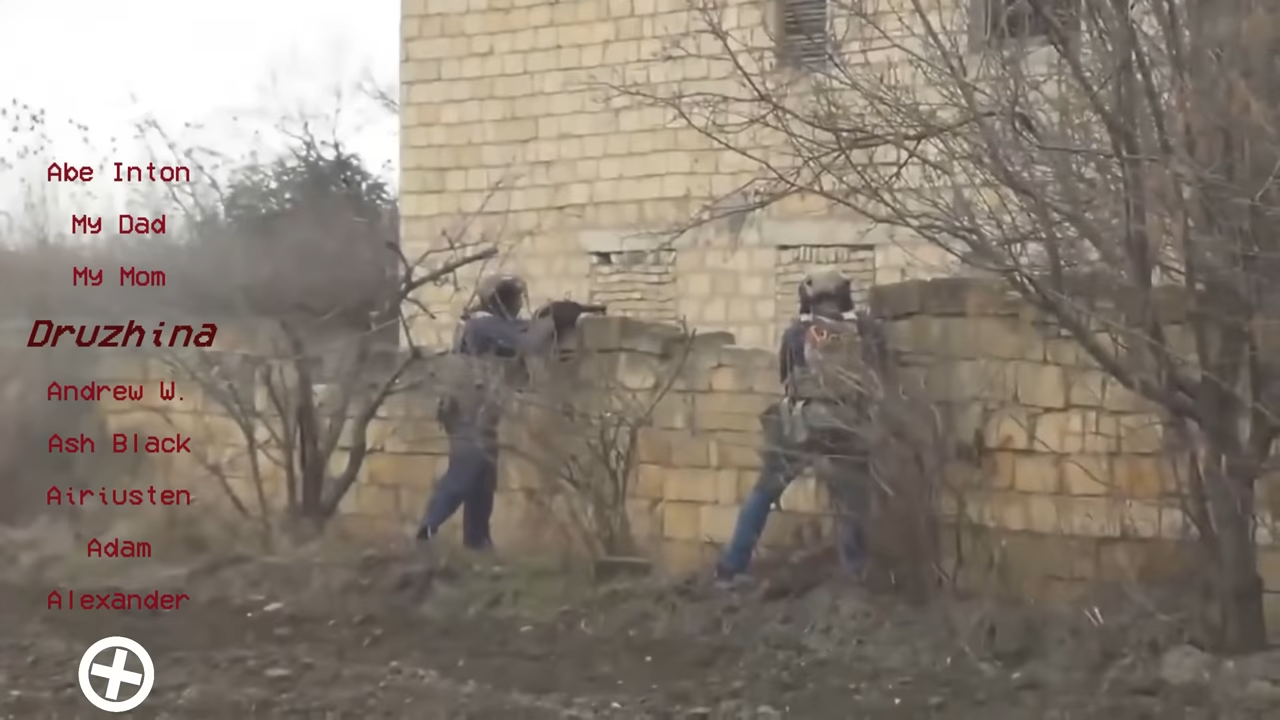 Abe Inton
My Dad
My Mom
Druzhina
Andrew W.
Ash Black
Airiusten
Adam
Alexander